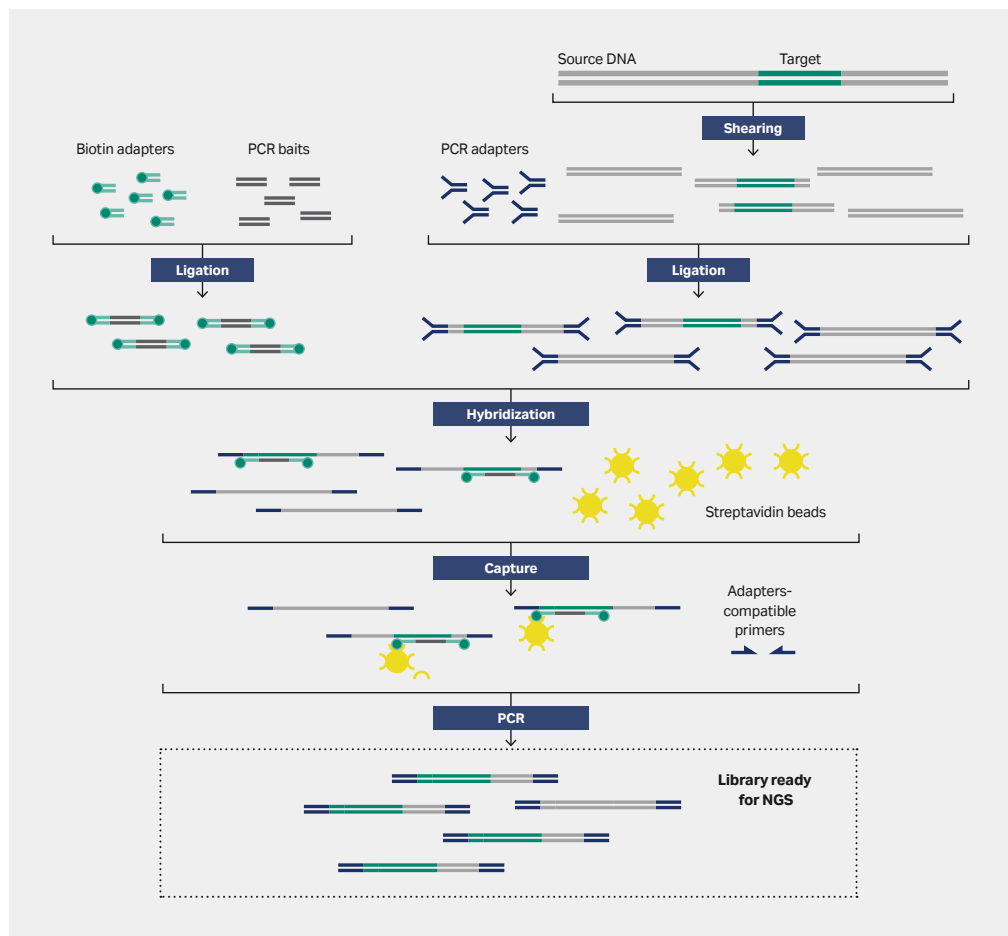 Source DNA
Target
Shearing
Biotin adapters
PCR baits
PCR adapters
Ligation
Ligation
Hybridization
Streptavidin beads
Capture
Adapters-
compatible
primers
PCR
Library ready
for NGS